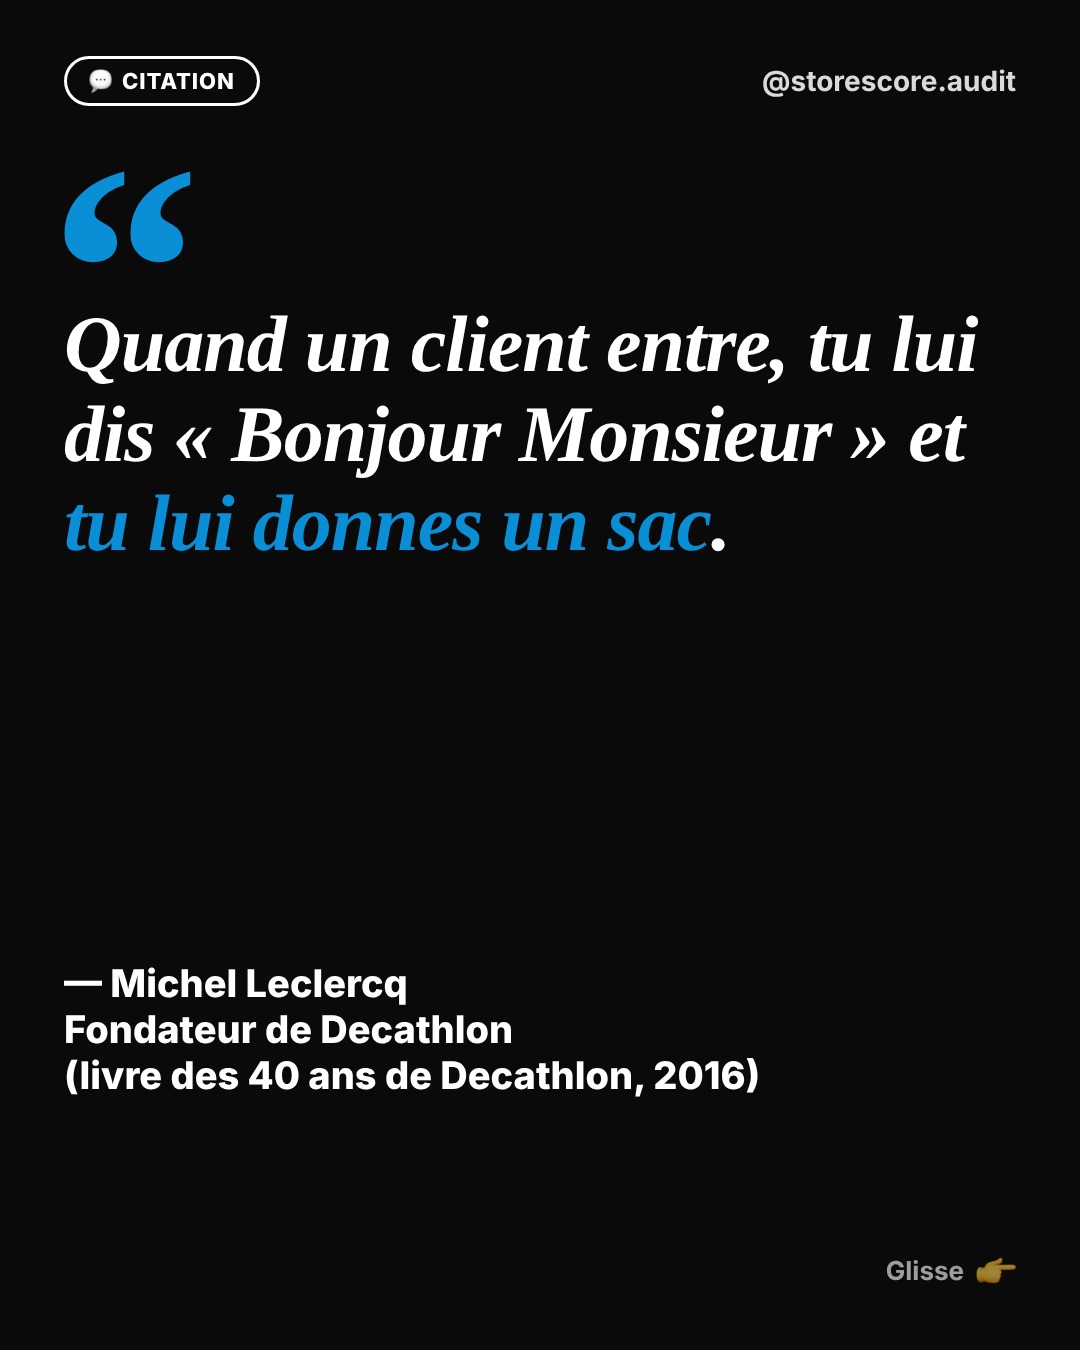 💬 CITATION
@storescore.audit
“
Quand un client entre, tu lui
dis « Bonjour Monsieur » et
tu lui donnes un sac.
— Michel Leclercq
Fondateur de Decathlon
(livre des 40 ans de Decathlon, 2016)
Glisse 👉